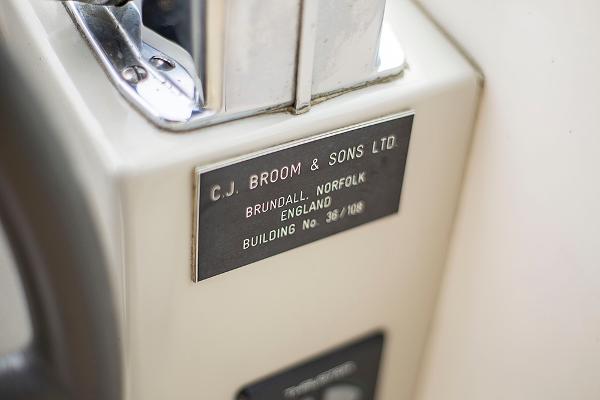 C.J. BROOM & SONS LTD.
BRUNDALL, NORFOLK
ENGLAND
BUILDING No. 36/108